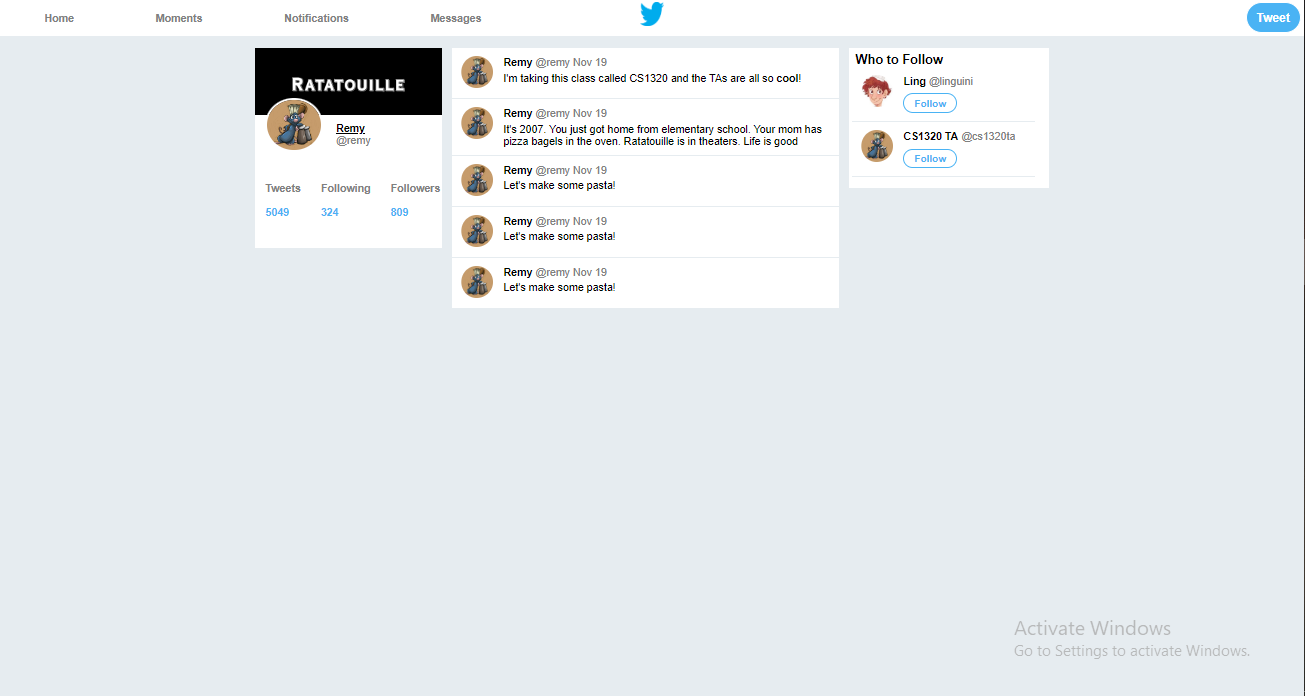 Home Moments Notifications Messages Tweet
RATATOUILLE
Remy
@remy
Tweets Following Followers
5049 324 809
Remy @remy Nov 19
I'm taking this class called CS1320 and the TAs are all so cool!
Remy @remy Nov 19
It's 2007. You just got home from elementary school. Your mom has
pizza bagels in the oven. Ratatouille is in theaters. Life is good
Remy @remy Nov 19
Let's make some pasta!
Remy @remy Nov 19
Let's make some pasta!
Remy @remy Nov 19
Let's make some pasta!
Who to Follow
Ling @linguini
Follow
CS1320 TA @cs1320ta
Follow
Activate Windows
Go to Settings to activate Windows.